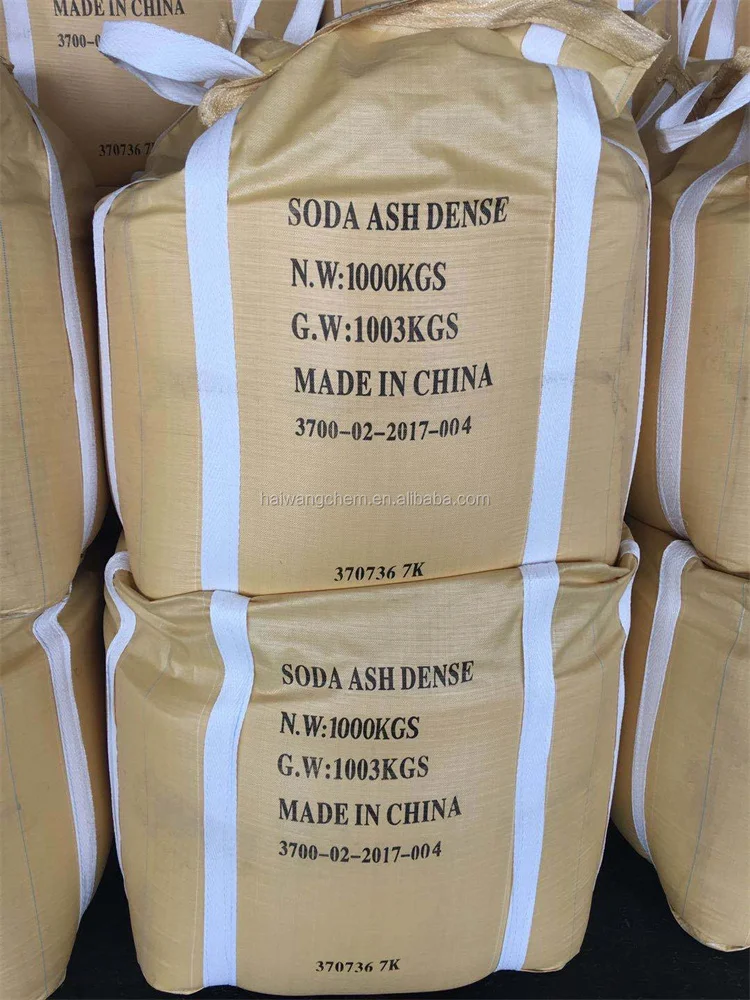 MADE IN CHINA
3700-0
370736 7K
SODA ASH DENSE
N.W:1000KGS
G.W:1003KGS
MADE IN CHINA
3700-02-2017-004
haiwangchem.en.alibaba.com
370736 7K
SODA ASH DENSE
N.W:1000KGS
G.W:1003KGS
MADE IN CHINA
3700-02-2017-004
370736 7K